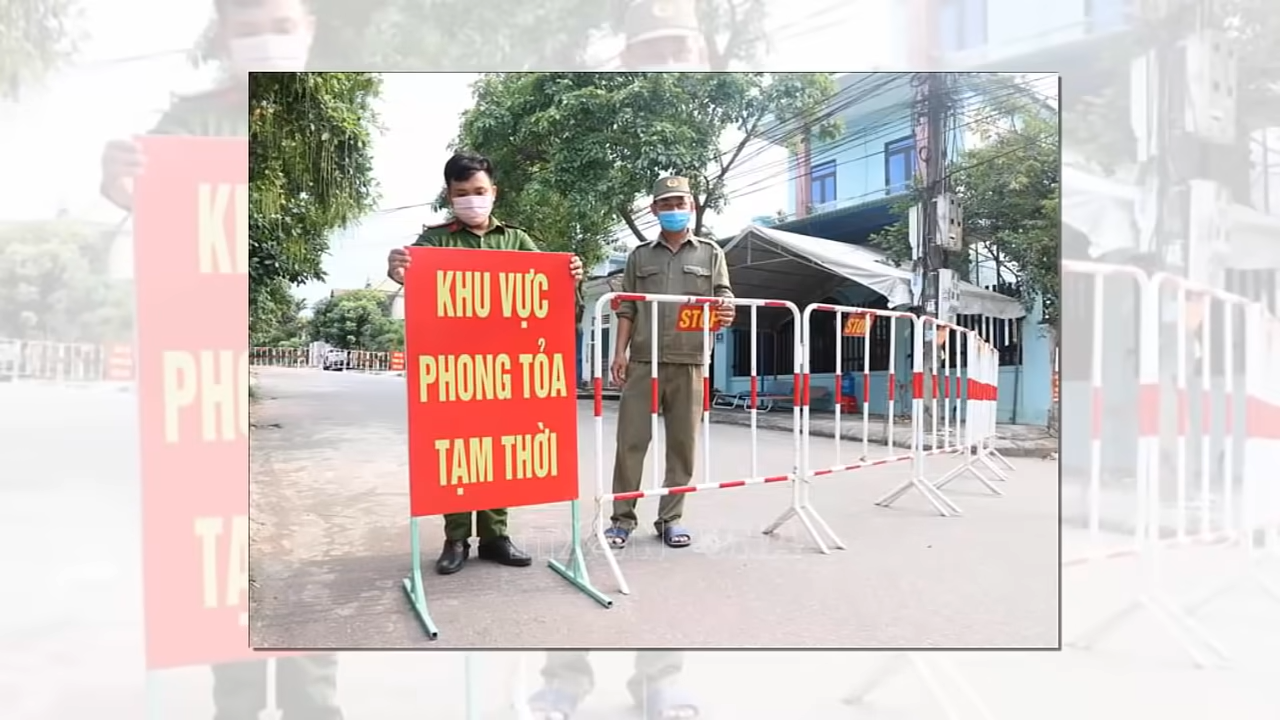 KHU VỰC
PHONG TỎA
TẠM THỜI
STOP
STOP